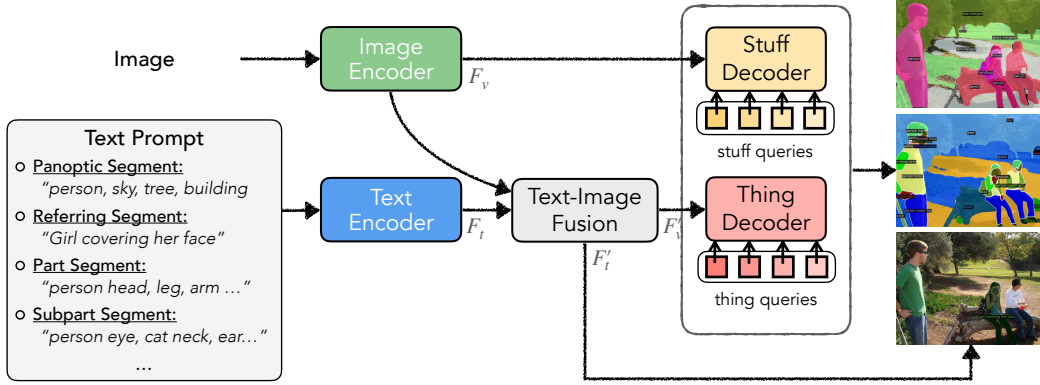 Image
Image
Encoder
F_v
Stuff
Decoder
stuff queries
Text Prompt
Panoptic Segment:
“person, sky, tree, building
Referring Segment:
“Girl covering her face”
Part Segment:
“person head, leg, arm …”
Subpart Segment:
“person eye, cat neck, ear…”
...
Text
Encoder
F_t
Text-Image
Fusion
F'_v
F'_t
Thing
Decoder
thing queries